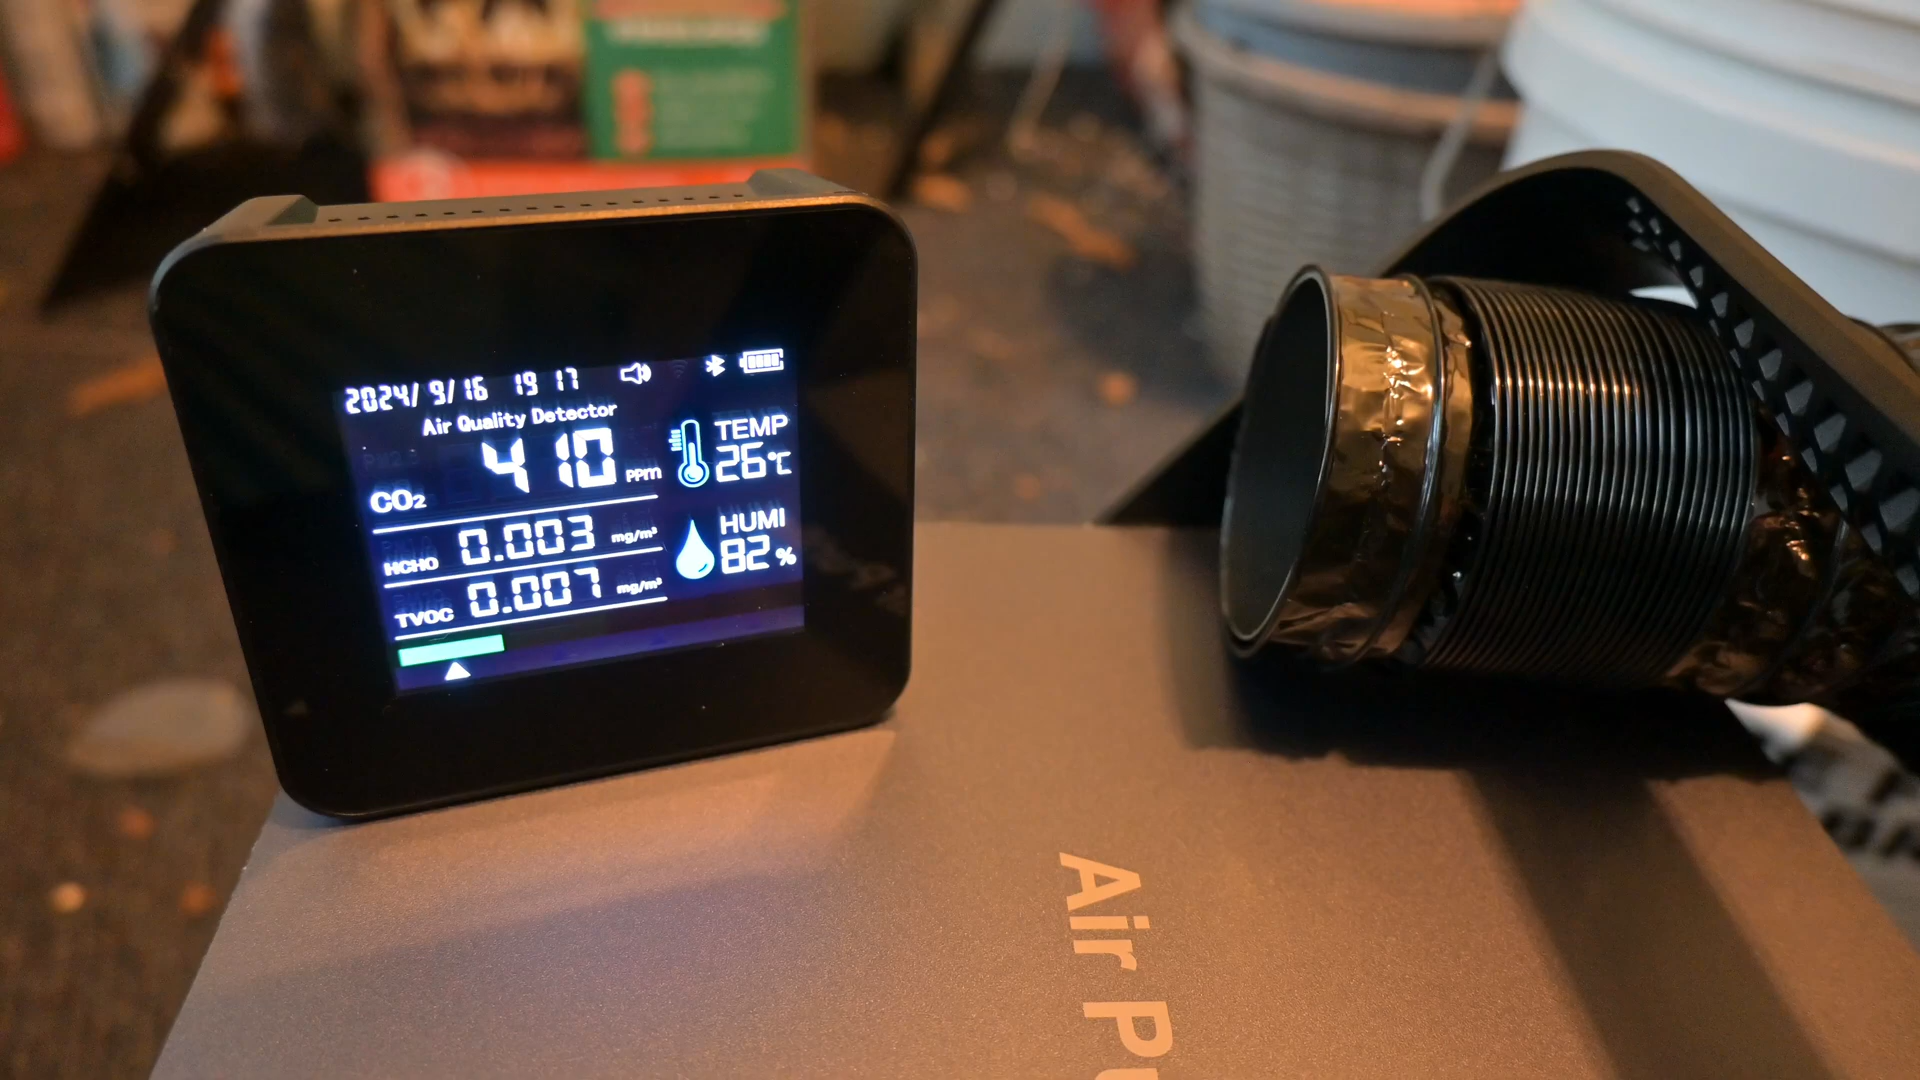 2024/ 9/16 19 17
Air Quality Detector
CO₂ 410 PPm
HCHO 0.003 mg/m³
TVOC 0.007 mg/m³
TEMP
26℃
HUMI
82 %
Air Pu